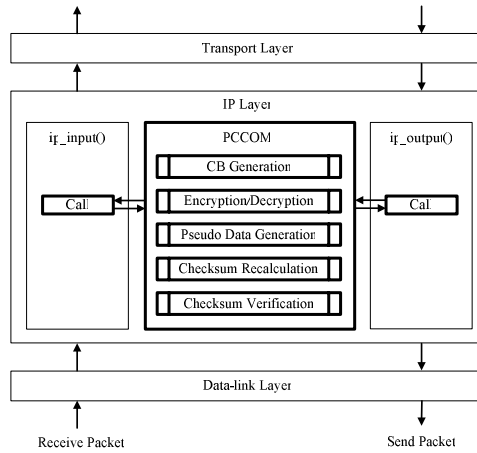 Transport Layer
IP Layer
ip_input()
PCCOM
ip_output()
CB Generation
Call
Encryption/Decryption
Call
Pseudo Data Generation
Checksum Recalculation
Checksum Verification
Data-link Layer
Receive Packet
Send Packet